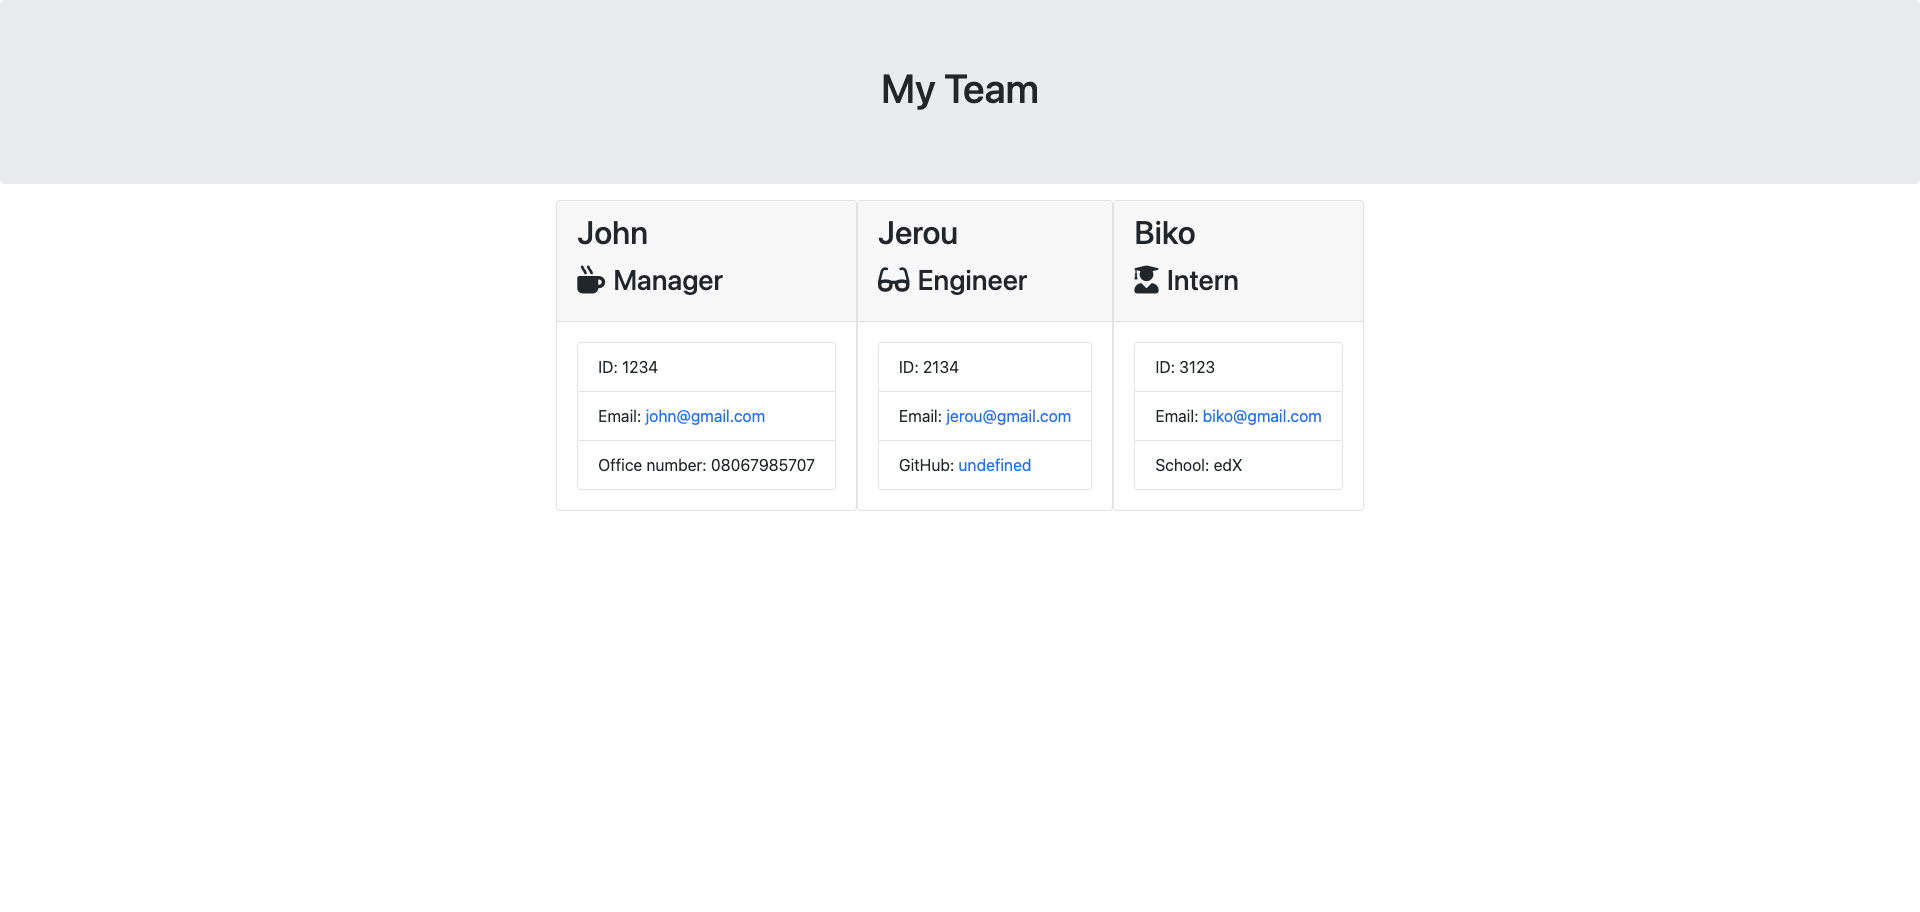 My Team
John
Manager
ID: 1234
Email: john@gmail.com
Office number: 08067985707
Jerou
Engineer
ID: 2134
Email: jerou@gmail.com
GitHub: undefined
Biko
Intern
ID: 3123
Email: biko@gmail.com
School: edX